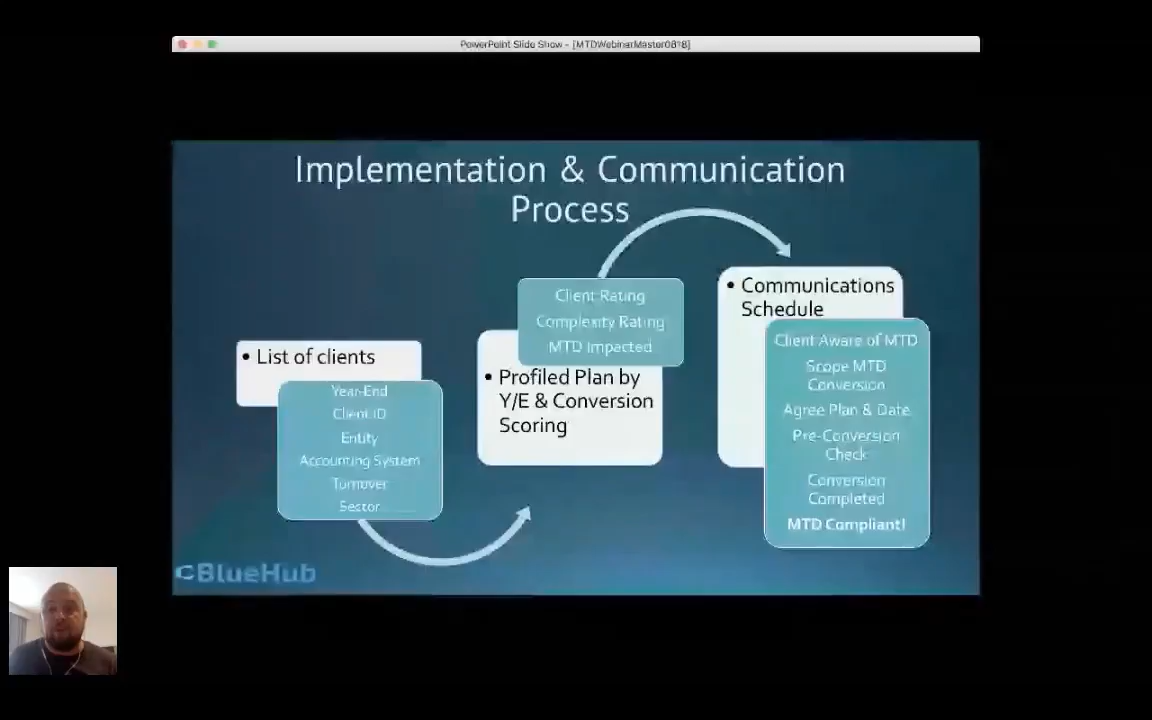 PowerPoint Slide Show - [MTDWebinarMaster0818]
Implementation & Communication
Process
• List of clients
Year-End
Client ID
Entity
Accounting System
Turnover
Sector
Client Rating
Complexity Rating
MTD Impacted
• Profiled Plan by
Y/E & Conversion
Scoring
• Communications
Schedule
Client Aware of MTD
Scope MTD
Conversion
Agree Plan & Date
Pre-Conversion
Check
Conversion
Completed
MTD Compliant!
BlueHub